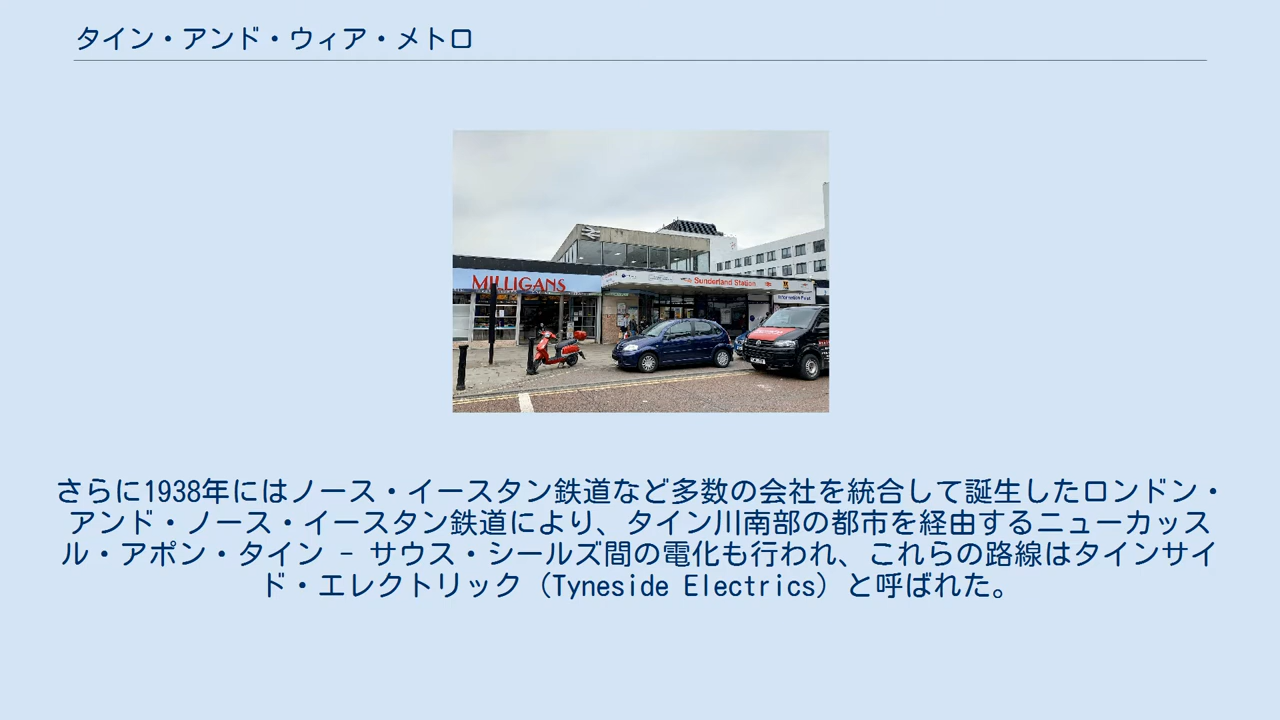 タイン・アンド・ウィア・メトロ
MILLIGANS
Sunderland Station
さらに1938年にはノース・イースタン鉄道など多数の会社を統合して誕生したロンドン・
アンド・ノース・イースタン鉄道により、タイン川南部の都市を経由するニューカッス
ル・アポン・タイン - サウス・シールズ間の電化も行われ、これらの路線はタインサイ
ド・エレクトリック（Tyneside Electrics）と呼ばれた。